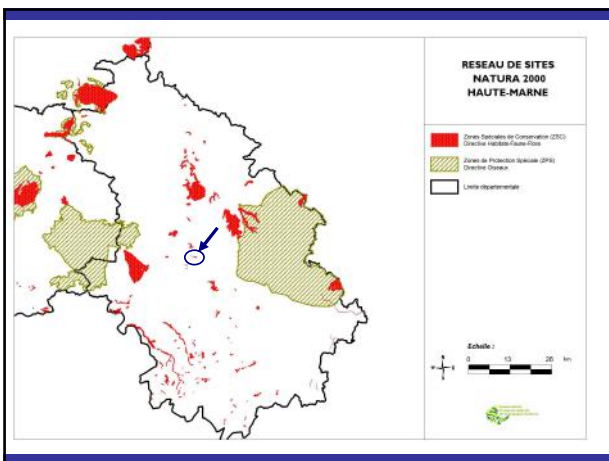 RESEAU DE SITES
NATURA 2000
HAUTE-MARNE
Zones Spéciales de Conservation (ZSC)
Directive Habitats-Faune-Flore
Zones de Protection Spéciale (ZPS)
Directive Oiseaux
Limite départementale
Echelle :
0 13 26 km